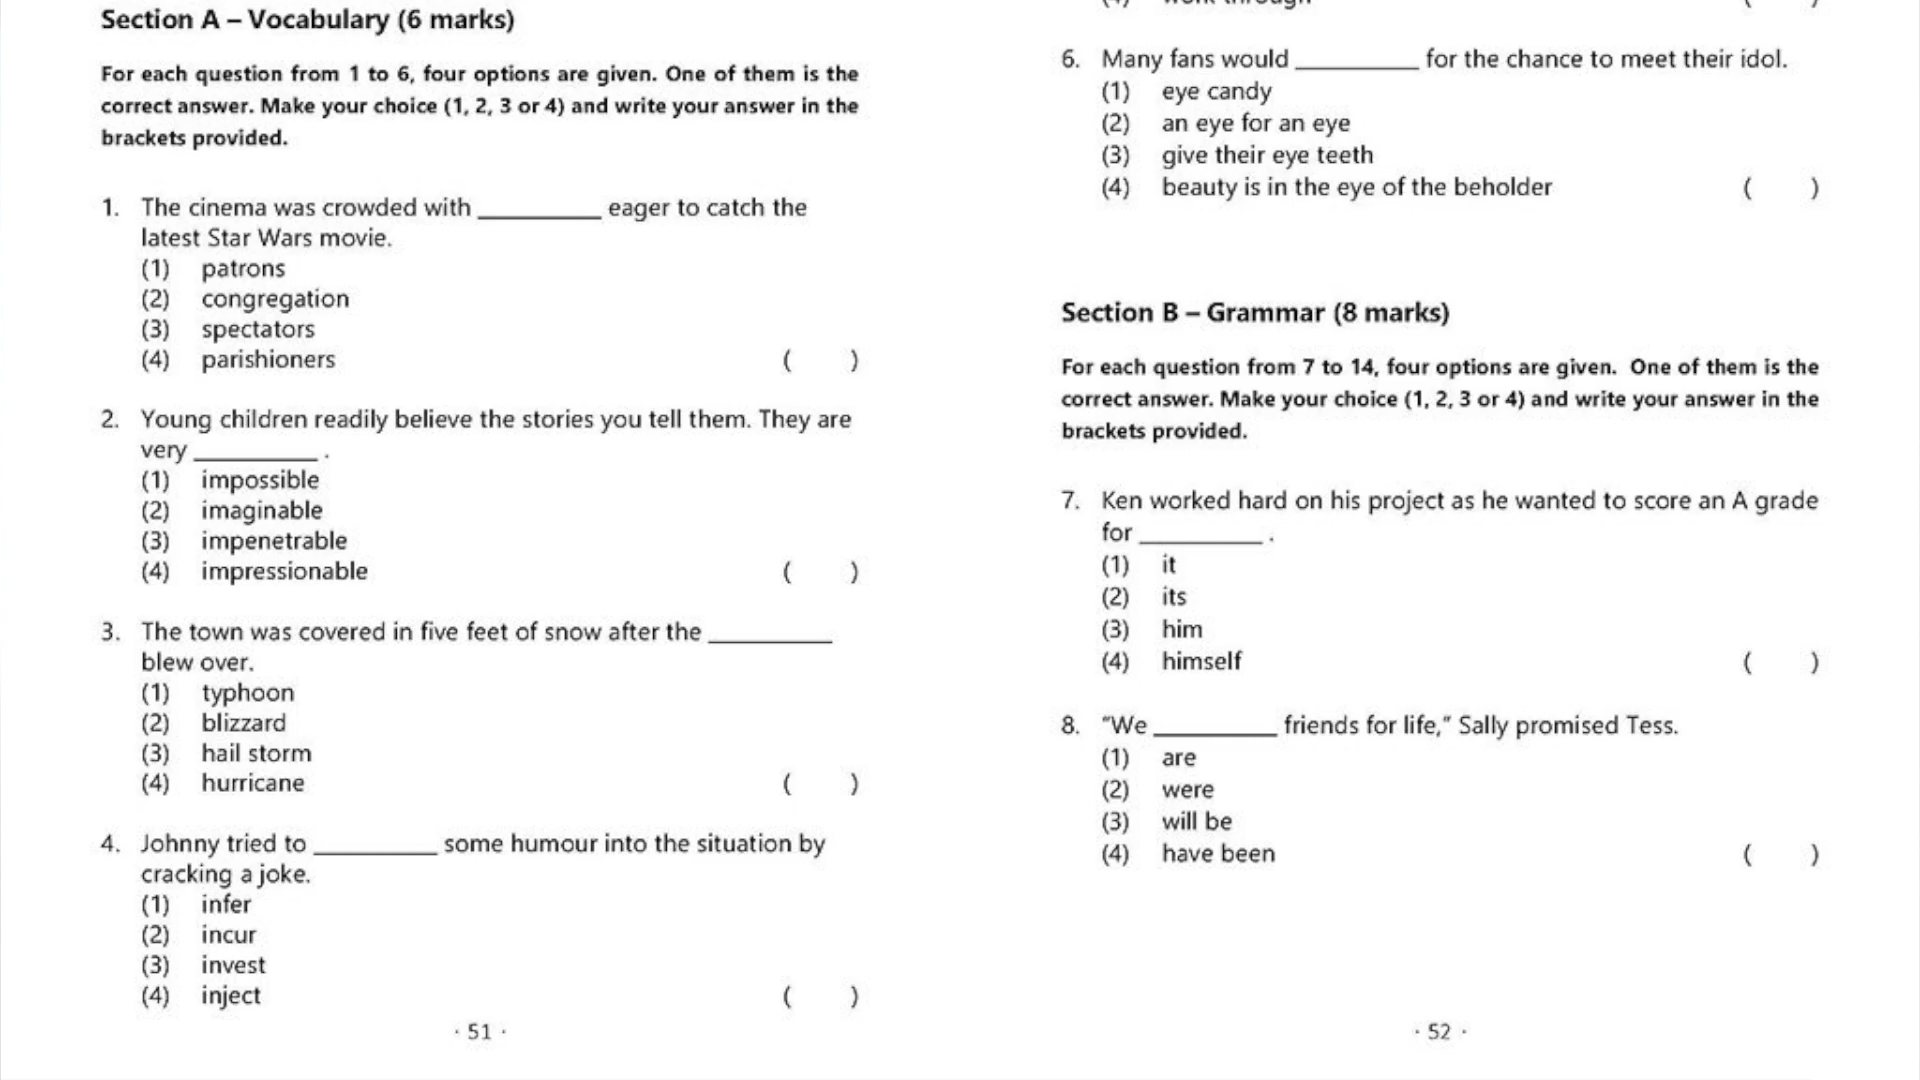 Section A – Vocabulary (6 marks)
For each question from 1 to 6, four options are given. One of them is the
correct answer. Make your choice (1, 2, 3 or 4) and write your answer in the
brackets provided.
1. The cinema was crowded with __________ eager to catch the
latest Star Wars movie.
(1) patrons
(2) congregation
(3) spectators
(4) parishioners ( )
2. Young children readily believe the stories you tell them. They are
very __________ .
(1) impossible
(2) imaginable
(3) impenetrable
(4) impressionable ( )
3. The town was covered in five feet of snow after the __________
blew over.
(1) typhoon
(2) blizzard
(3) hail storm
(4) hurricane ( )
4. Johnny tried to __________ some humour into the situation by
cracking a joke.
(1) infer
(2) incur
(3) invest
(4) inject ( )
· 51 ·
(4) work through ( )
6. Many fans would __________ for the chance to meet their idol.
(1) eye candy
(2) an eye for an eye
(3) give their eye teeth
(4) beauty is in the eye of the beholder ( )
Section B – Grammar (8 marks)
For each question from 7 to 14, four options are given. One of them is the
correct answer. Make your choice (1, 2, 3 or 4) and write your answer in the
brackets provided.
7. Ken worked hard on his project as he wanted to score an A grade
for __________ .
(1) it
(2) its
(3) him
(4) himself ( )
8. “We __________ friends for life,” Sally promised Tess.
(1) are
(2) were
(3) will be
(4) have been ( )
· 52 ·